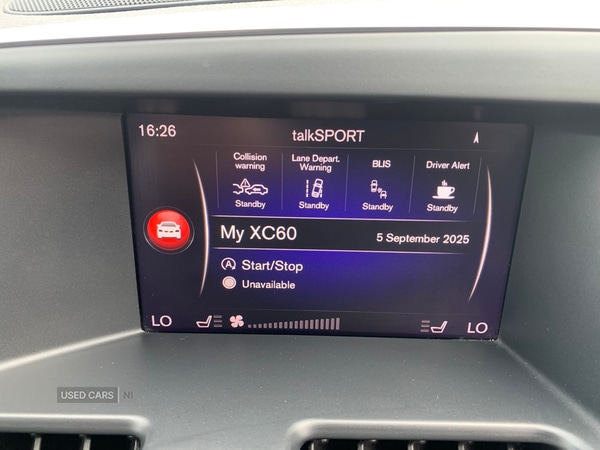 16:26 talkSPORT
Collision warning Lane Depart. Warning BLIS Driver Alert
Standby Standby Standby Standby
My XC60 5 September 2025
Start/Stop
Unavailable
LO LO
USED CARS NI